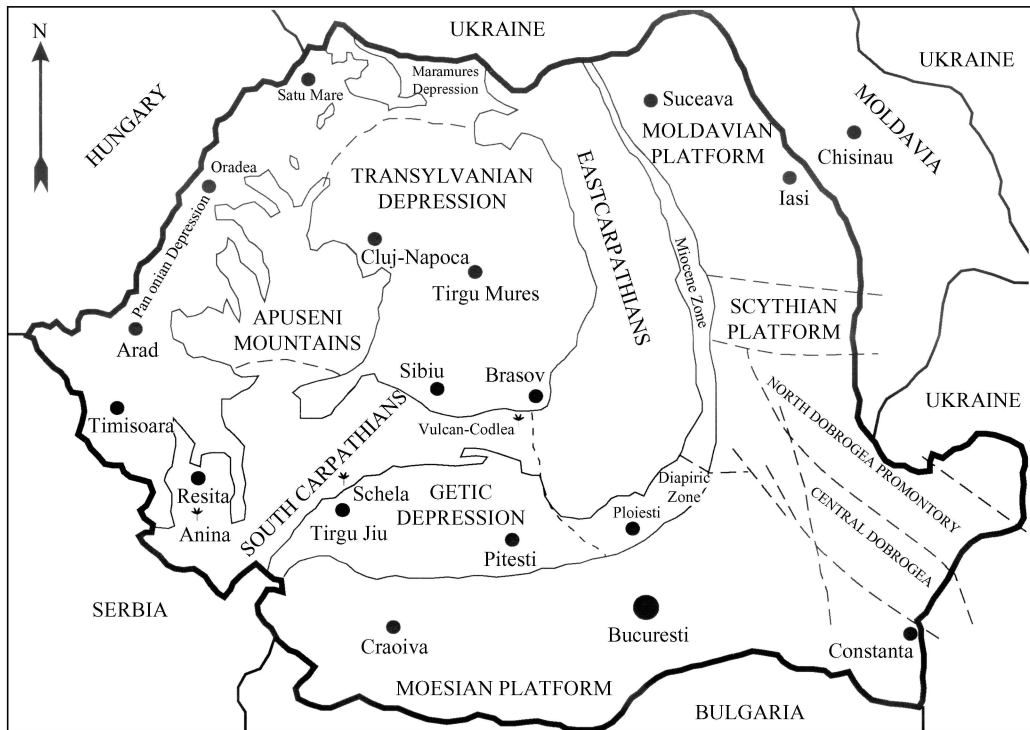 N
UKRAINE
UKRAINE
HUNGARY
MOLDAVIA
Maramures
Depression
Satu Mare
Suceava
MOLDAVIAN
PLATFORM
Chisinau
Oradea
Iasi
TRANSYLVANIAN
DEPRESSION
EASTCARPATHIANS
Pan onian Depression
Cluj-Napoca
Tirgu Mures
Miocene Zone
SCYTHIAN
PLATFORM
APUSENI
MOUNTAINS
Arad
Sibiu
Brasov
UKRAINE
Timisoara
Vulcan-Codlea
NORTH DOBROGEA PROMONTORY
SOUTH CARPATHIANS
Resita
Anina
Schela
Tirgu Jiu
GETIC
DEPRESSION
Diapiric
Zone
Ploiesti
Pitesti
CENTRAL DOBROGEA
SERBIA
Bucuresti
Craoiva
Constanta
MOESIAN PLATFORM
BULGARIA